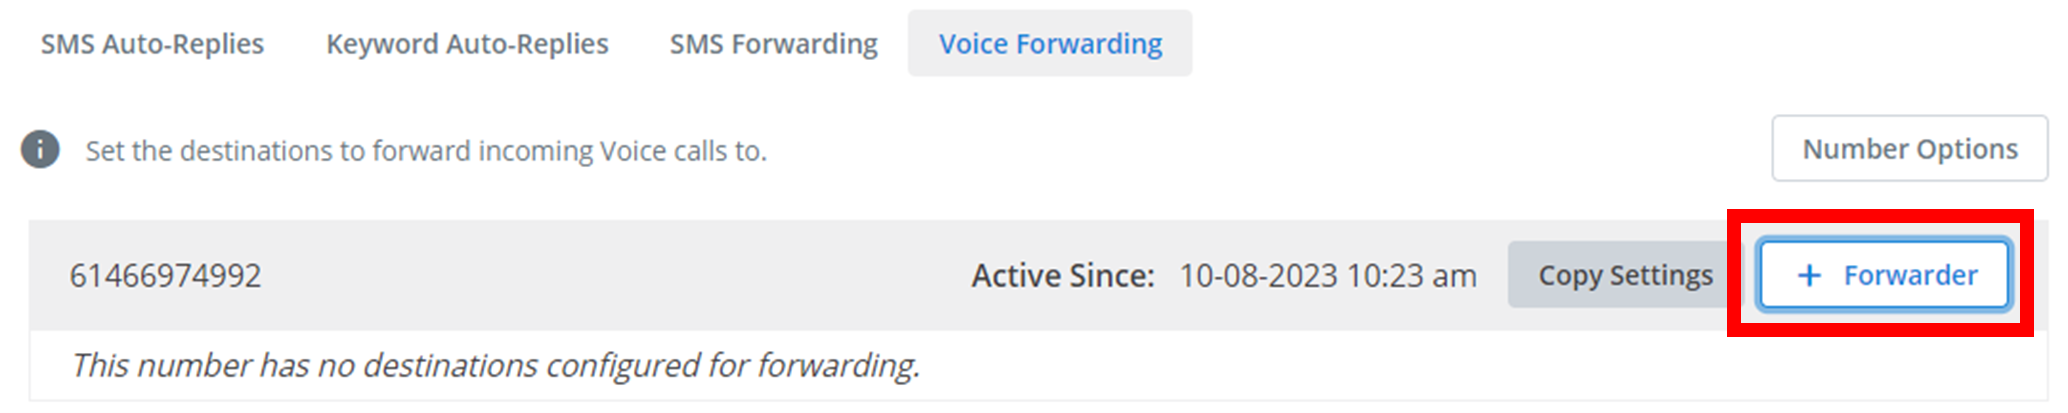 SMS Auto-Replies Keyword Auto-Replies SMS Forwarding Voice Forwarding
Set the destinations to forward incoming Voice calls to. Number Options
61466974992 Active Since: 10-08-2023 10:23 am Copy Settings + Forwarder
This number has no destinations configured for forwarding.